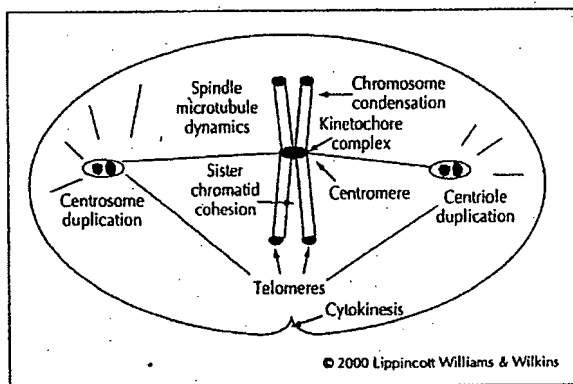 Spindle
microtubule
dynamics
Chromosome
condensation
Kinetochore
complex
Sister
chromatid
cohesion
Centromere
Centrosome
duplication
Centriole
duplication
Telomeres
Cytokinesis
© 2000 Lippincott Williams & Wilkins